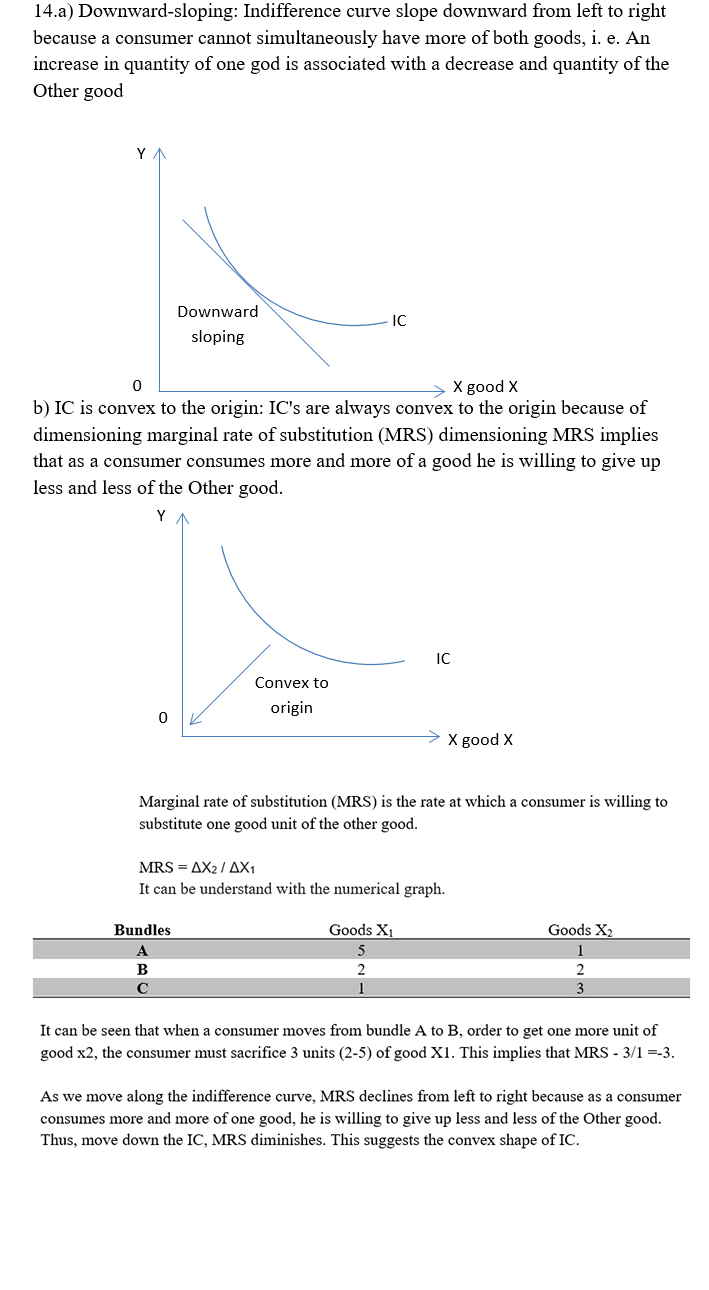 14.a) Downward-sloping: Indifference curve slope downward from left to right
because a consumer cannot simultaneously have more of both goods, i. e. An
increase in quantity of one god is associated with a decrease and quantity of the
Other good
Y
Downward
sloping
IC
0
X good X
b) IC is convex to the origin: IC's are always convex to the origin because of
dimensioning marginal rate of substitution (MRS) dimensioning MRS implies
that as a consumer consumes more and more of a good he is willing to give up
less and less of the Other good.
Y
IC
Convex to
origin
0
X good X
Marginal rate of substitution (MRS) is the rate at which a consumer is willing to
substitute one good unit of the other good.
MRS = ΔX₂ / ΔX₁
It can be understand with the numerical graph.
Bundles Goods X₁ Goods X₂
A 5 1
B 2 2
C 1 3
It can be seen that when a consumer moves from bundle A to B, order to get one more unit of
good x2, the consumer must sacrifice 3 units (2-5) of good X1. This implies that MRS - 3/1 =-3.
As we move along the indifference curve, MRS declines from left to right because as a consumer
consumes more and more of one good, he is willing to give up less and less of the Other good.
Thus, move down the IC, MRS diminishes. This suggests the convex shape of IC.